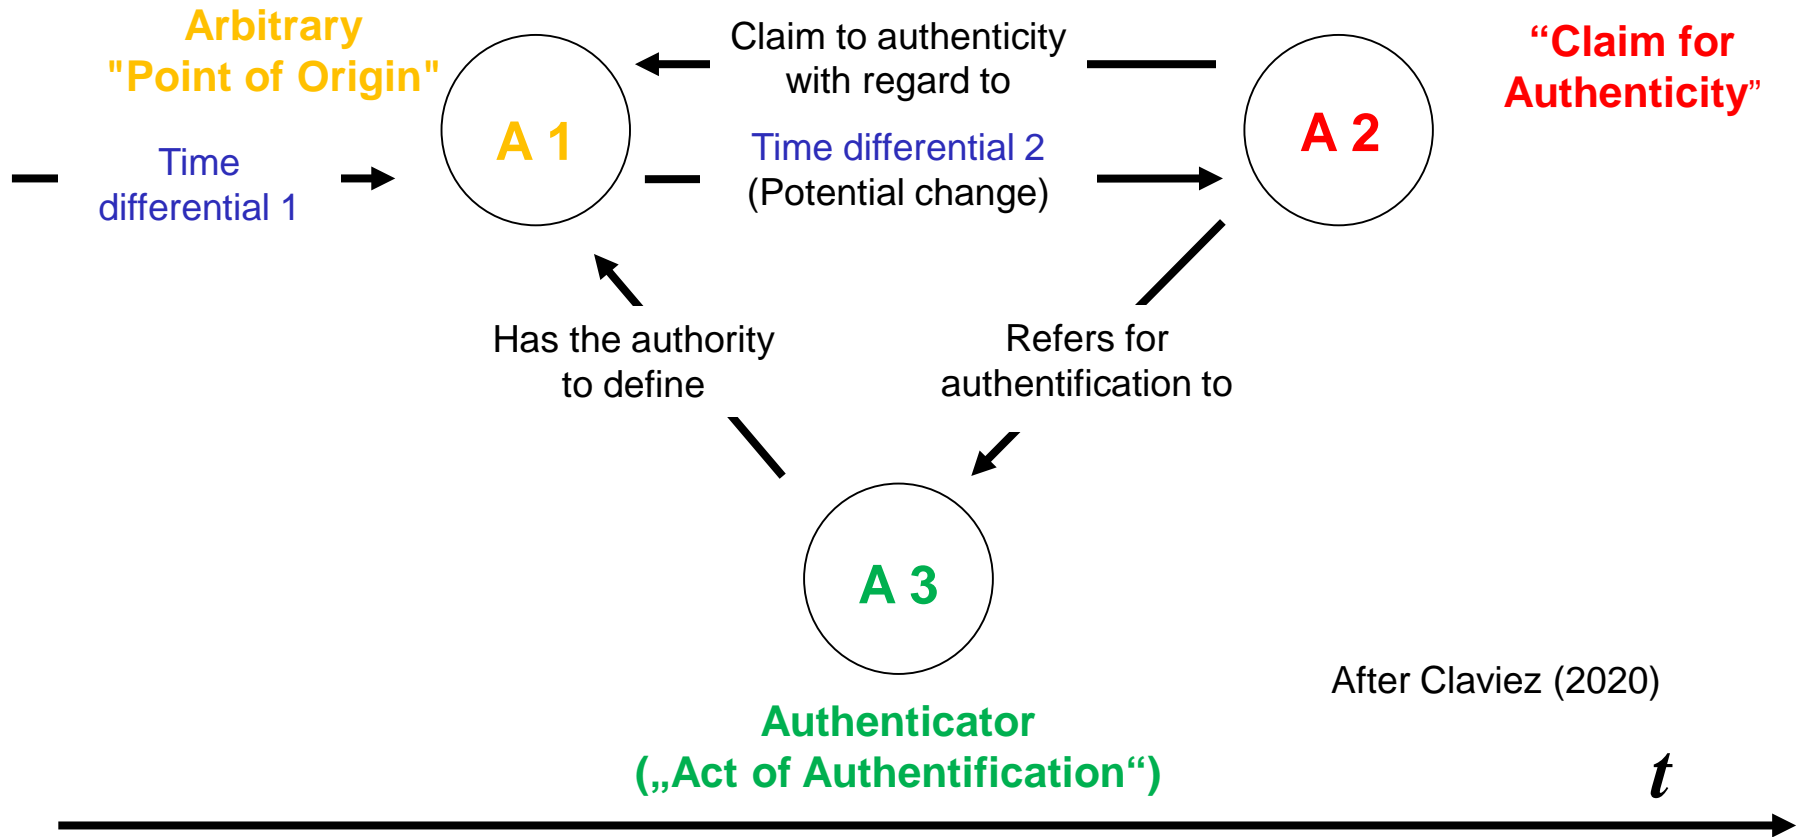 Arbitrary
"Point of Origin"
Claim to authenticity
with regard to
“Claim for
Authenticity”
A 1
A 2
Time
differential 1
Time differential 2
(Potential change)
Has the authority
to define
Refers for
authentification to
A 3
After Claviez (2020)
Authenticator
(„Act of Authentification“)
t